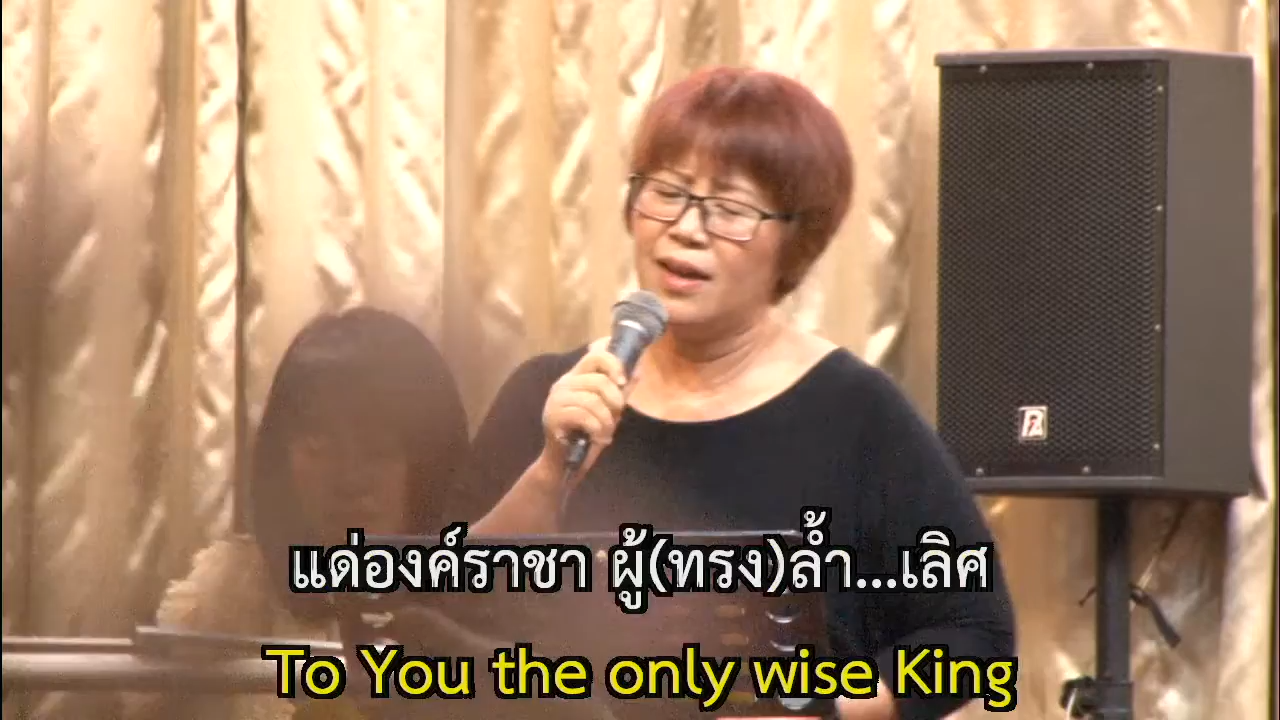 แด่องค์ราชา ผู้(ทรง)ล้ำ...เลิศ
To You the only wise King